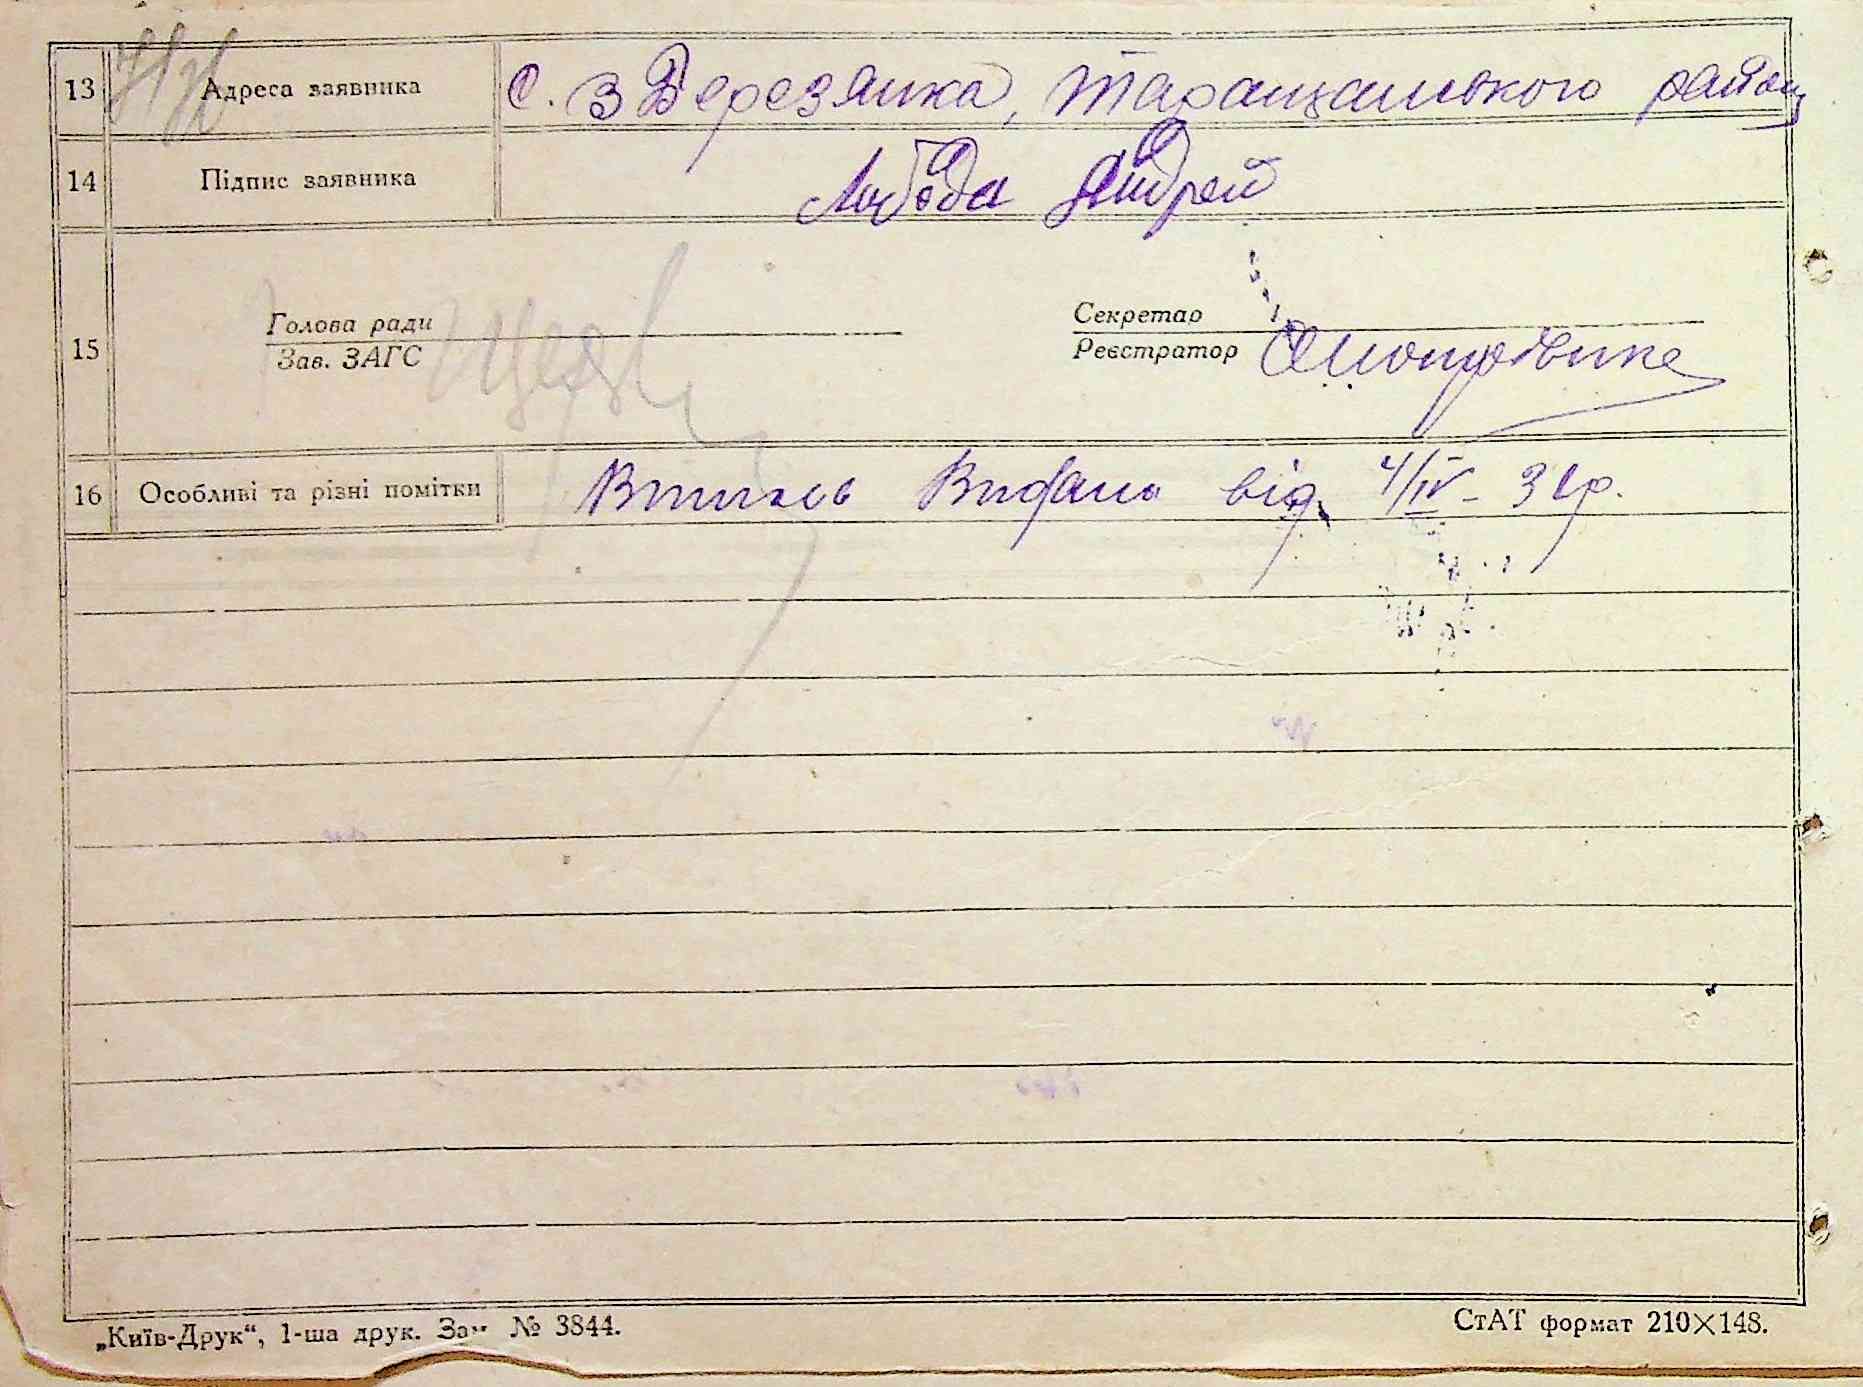 13 Адреса заявника с. З Березянка, Таращанського району
14 Підпис заявника Лобода Андрей
15 Голова ради Секретар
Зав. ЗАГС Реєстратор
16 Особливі та різні помітки Витяг Видано від 4/IV-
„Київ-Друк“, 1-ша друк. Зам № 3844. СтАТ формат 210×148.